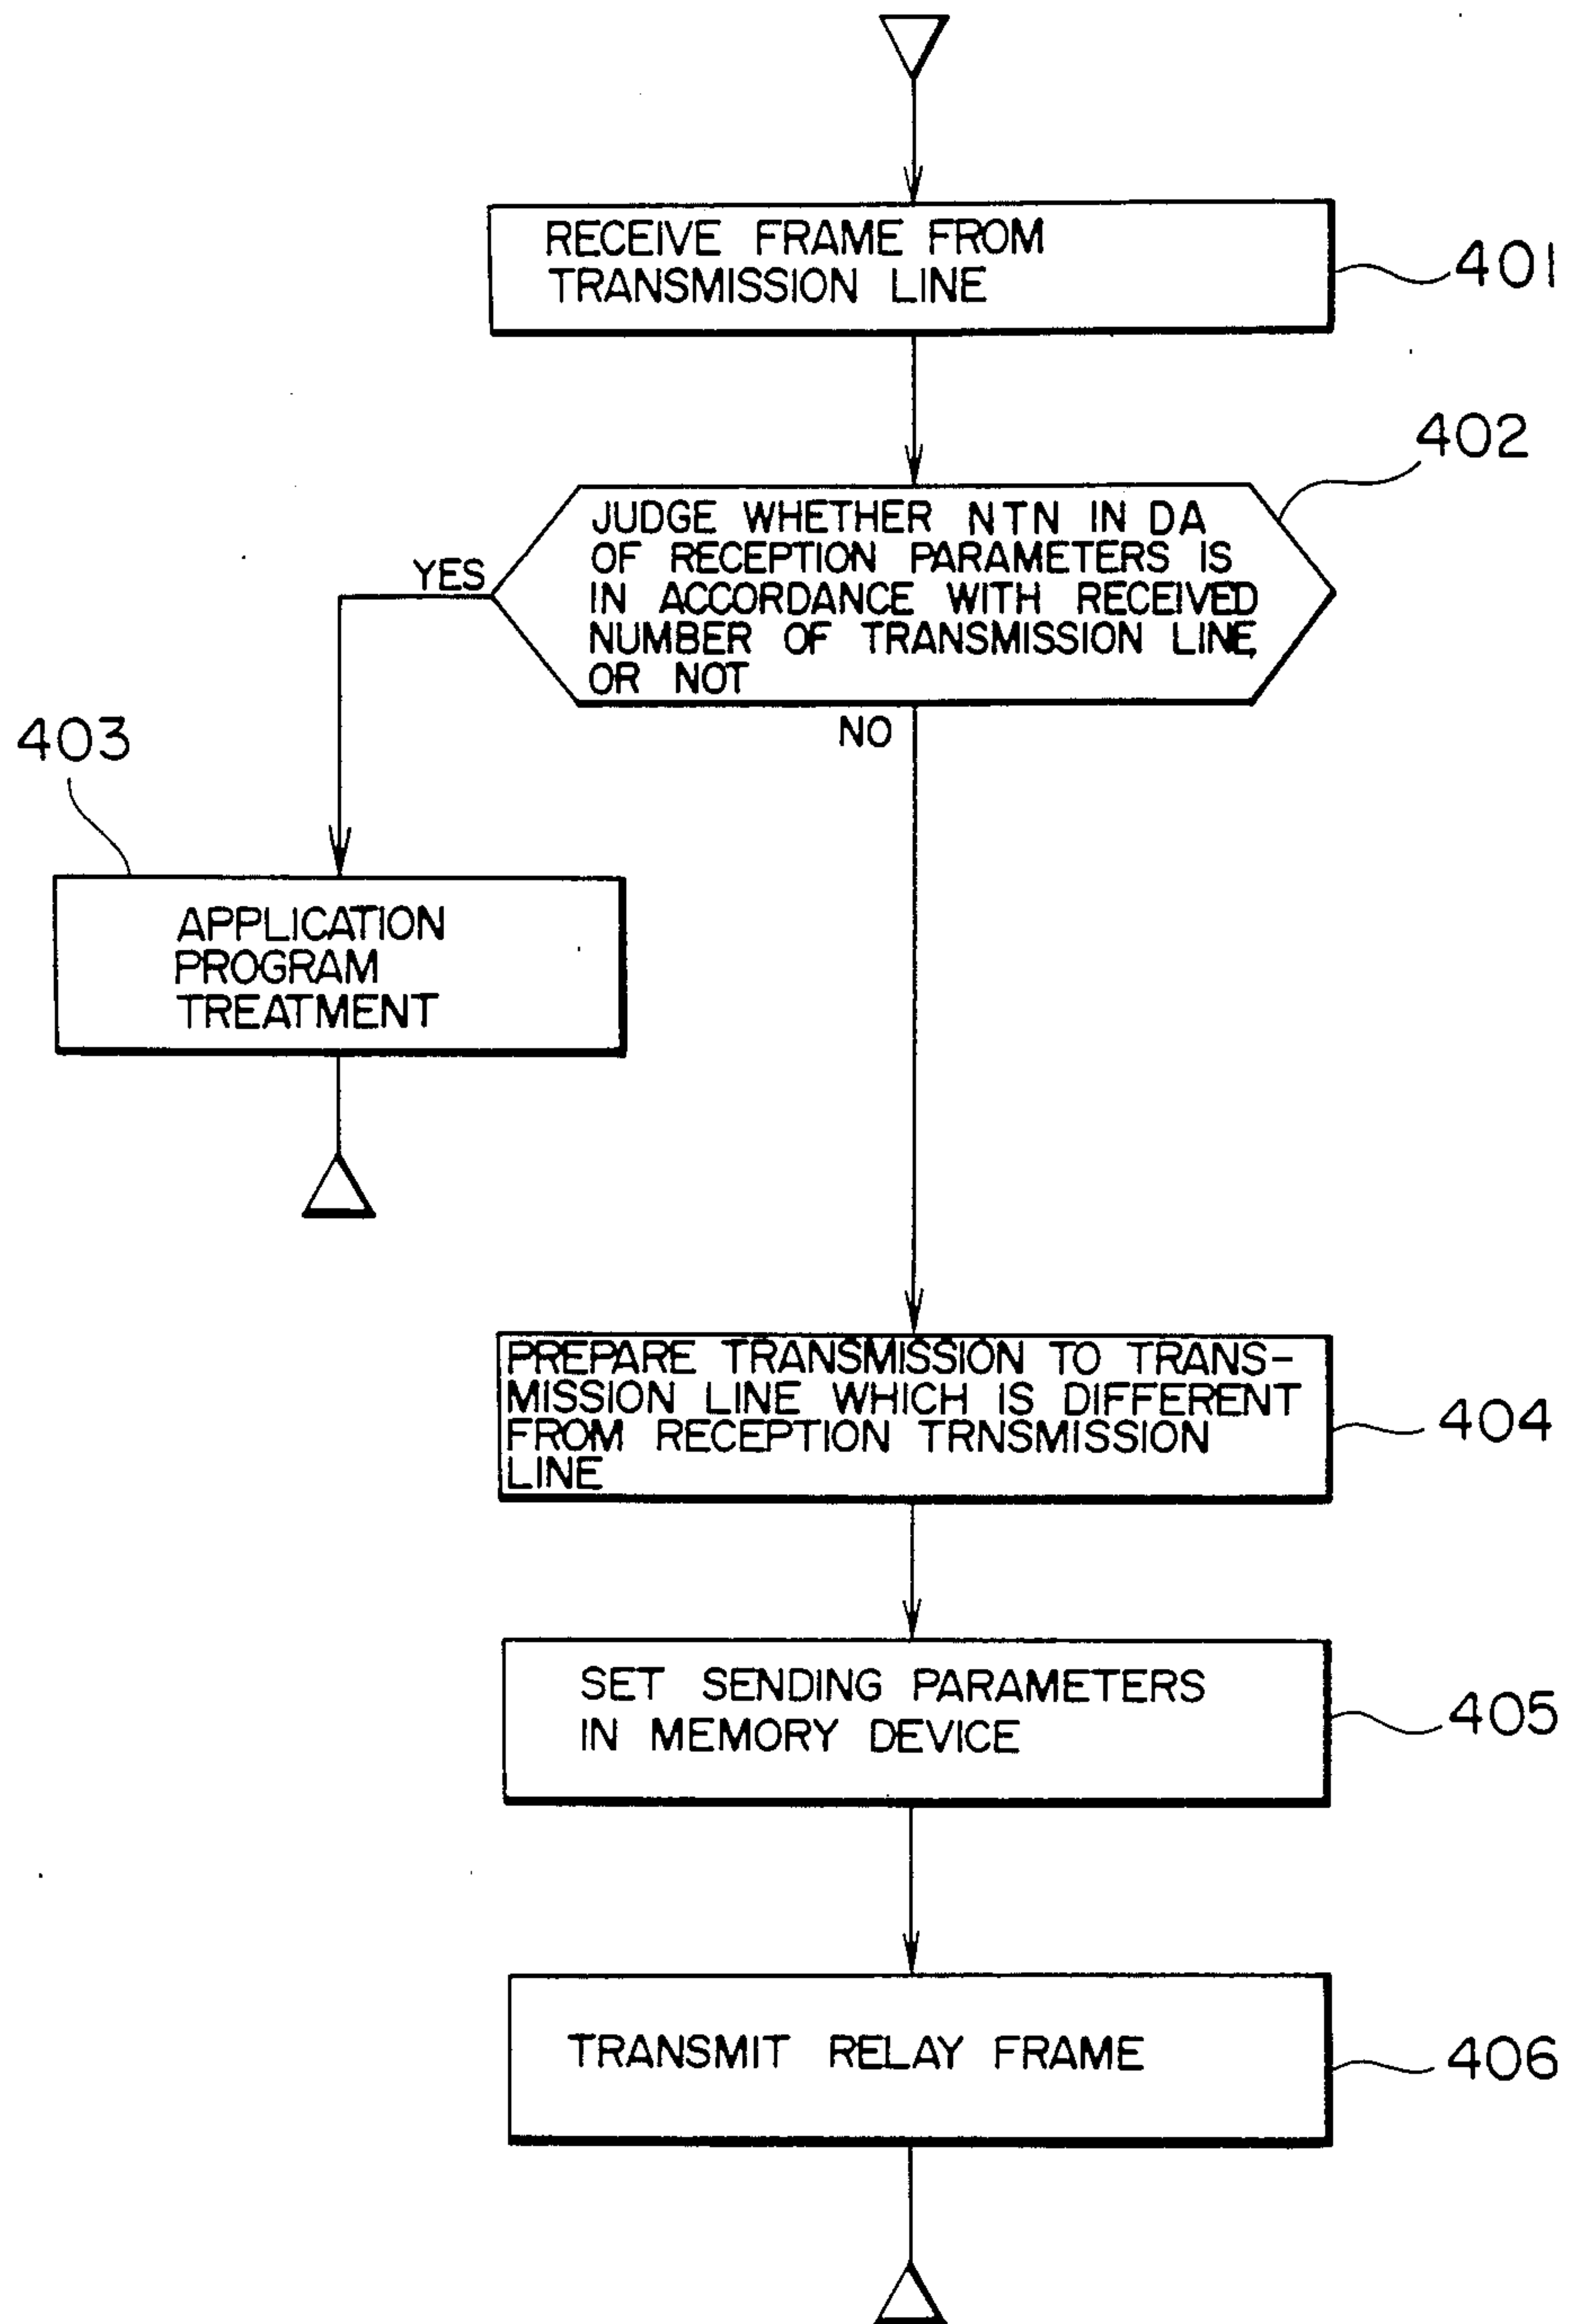 RECEIVE FRAME FROM
TRANSMISSION LINE
401
402
JUDGE WHETHER NTN IN DA
OF RECEPTION PARAMETERS IS
IN ACCORDANCE WITH RECEIVED
NUMBER OF TRANSMISSION LINE,
OR NOT
YES
NO
403
APPLICATION
PROGRAM
TREATMENT
PREPARE TRANSMISSION TO TRANS-
MISSION LINE WHICH IS DIFFERENT
FROM RECEPTION TRNSMISSION
LINE
404
SET SENDING PARAMETERS
IN MEMORY DEVICE
405
TRANSMIT RELAY FRAME
406